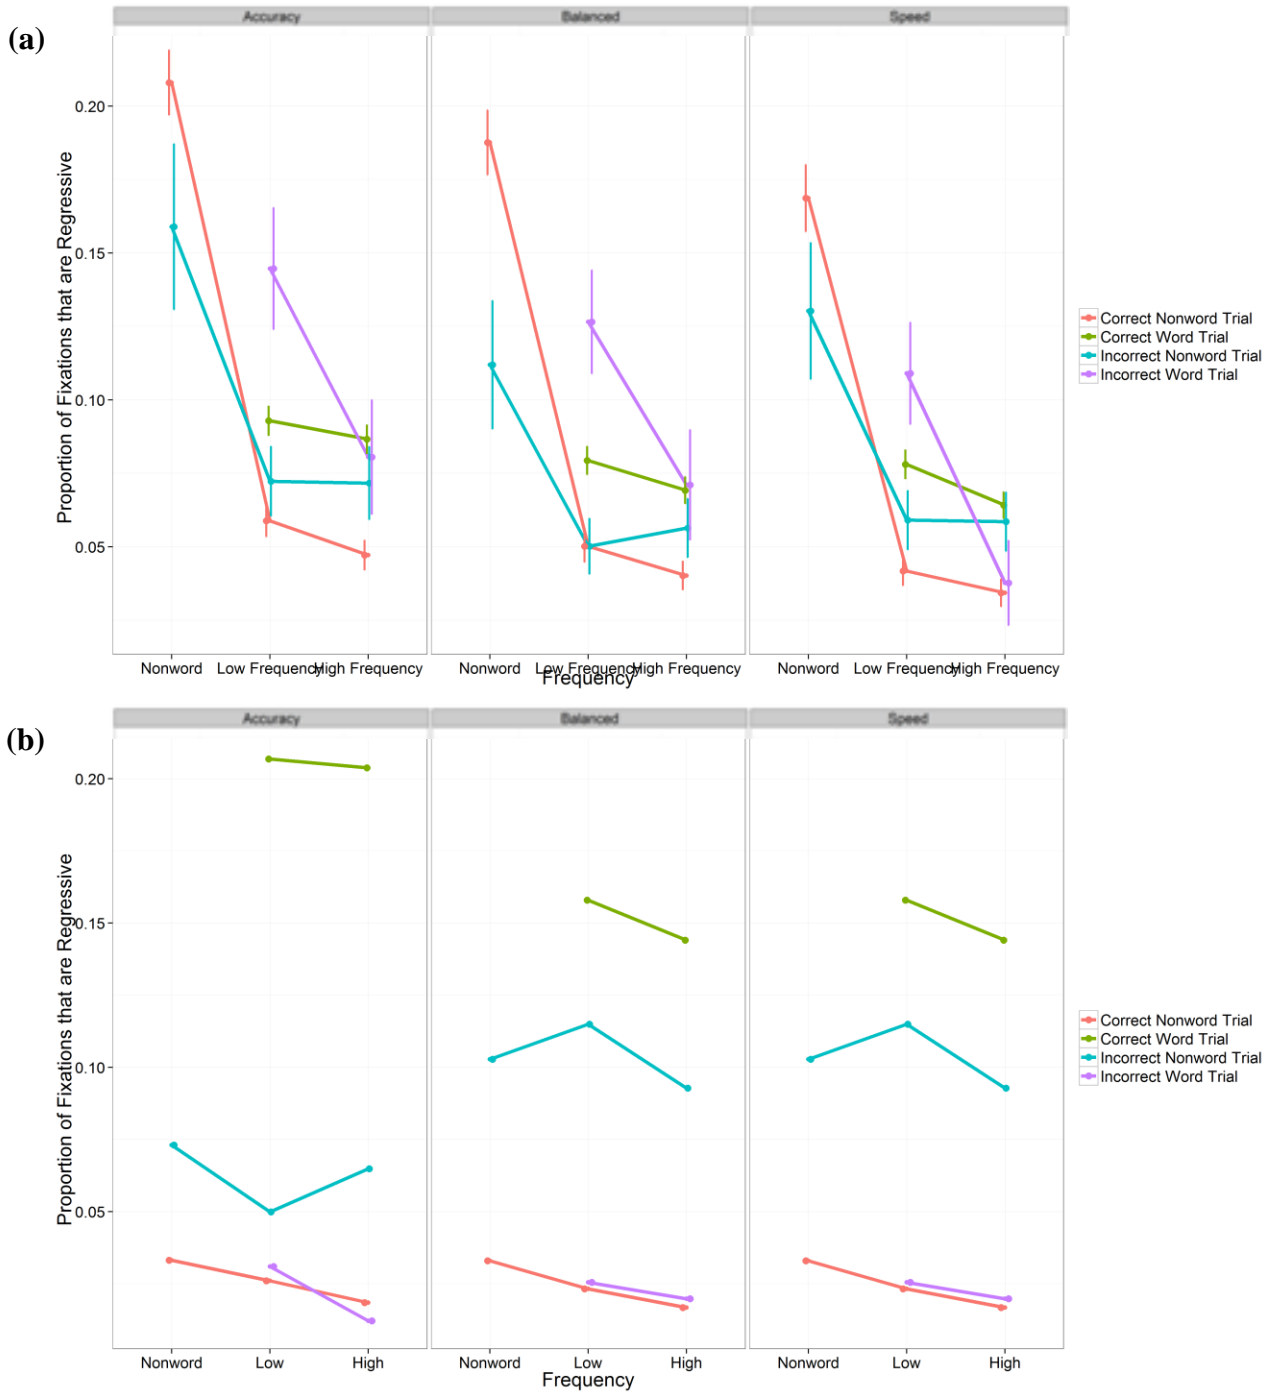 (a)
Accuracy Balanced Speed
Proportion of Fixations that are Regressive
0.20
0.15
0.10
0.05
Nonword Low Frequency High Frequency Nonword Low Frequency High Frequency Nonword Low Frequency High Frequency
Frequency
Correct Nonword Trial
Correct Word Trial
Incorrect Nonword Trial
Incorrect Word Trial
(b)
Accuracy Balanced Speed
Proportion of Fixations that are Regressive
0.20
0.15
0.10
0.05
Nonword Low High Nonword Low High Nonword Low High
Frequency
Correct Nonword Trial
Correct Word Trial
Incorrect Nonword Trial
Incorrect Word Trial